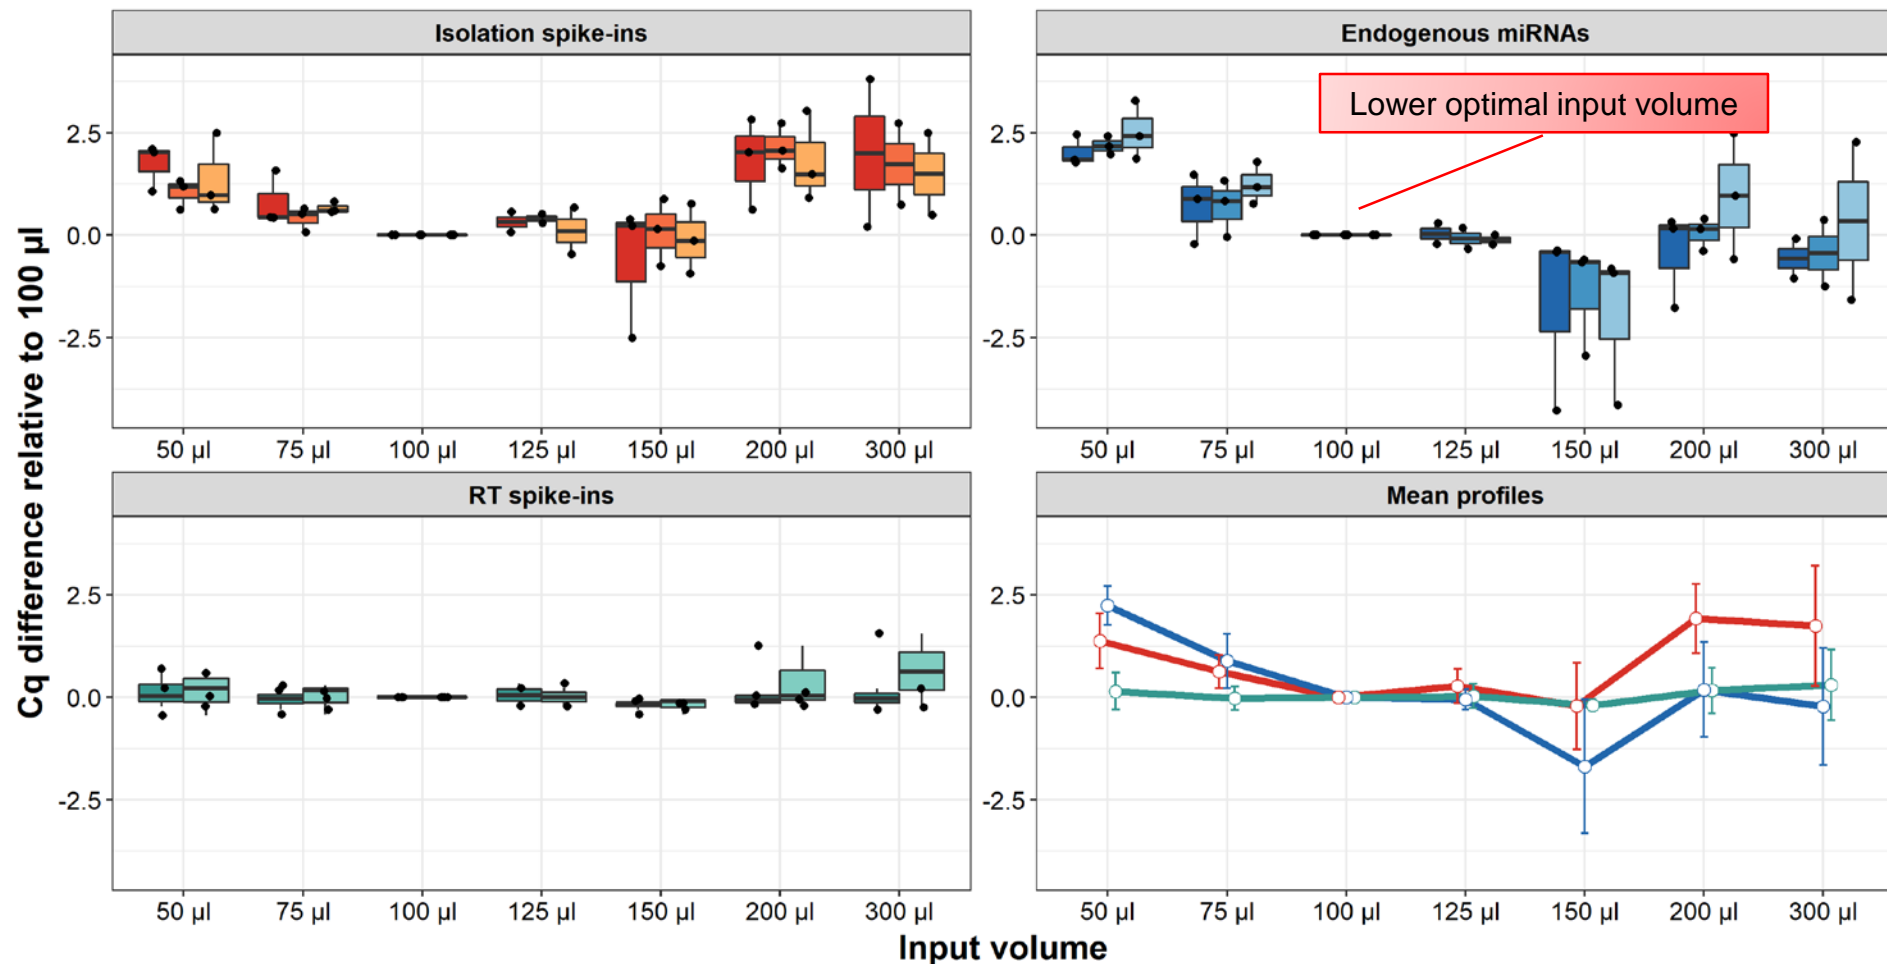 Isolation spike-ins
Endogenous miRNAs
Lower optimal input volume
2.5
0.0
-2.5
2.5
0.0
-2.5
50 µl 75 µl 100 µl 125 µl 150 µl 200 µl 300 µl
50 µl 75 µl 100 µl 125 µl 150 µl 200 µl 300 µl
RT spike-ins
Mean profiles
2.5
0.0
-2.5
2.5
0.0
-2.5
50 µl 75 µl 100 µl 125 µl 150 µl 200 µl 300 µl
50 µl 75 µl 100 µl 125 µl 150 µl 200 µl 300 µl
Cq difference relative to 100 µl
Input volume